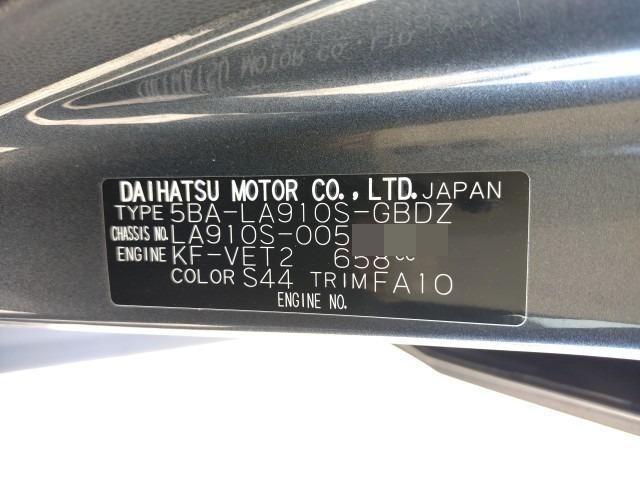 DAIHATSU MOTOR CO., LTD. JAPAN
TYPE 5BA-LA910S-GBDZ
CHASSIS NO. LA910S-005
ENGINE KF-VET2 658cc
COLOR S44 TRIM FA10
ENGINE NO.